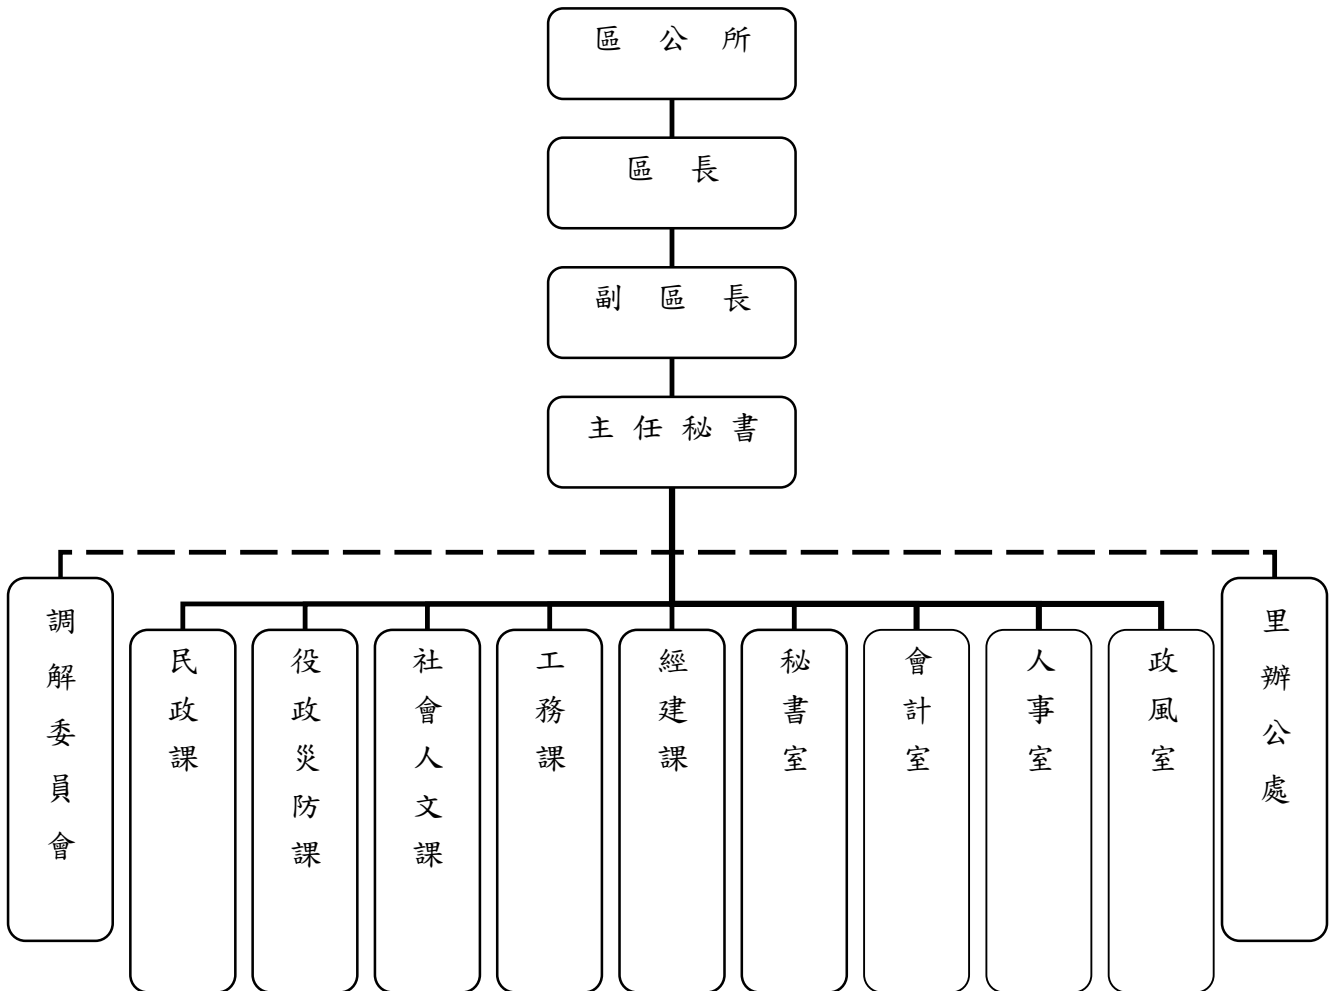 區公所
區長
副區長
主任秘書
調解委員會
民政課
役政災防課
社會人文課
工務課
經建課
秘書室
會計室
人事室
政風室
里辦公處